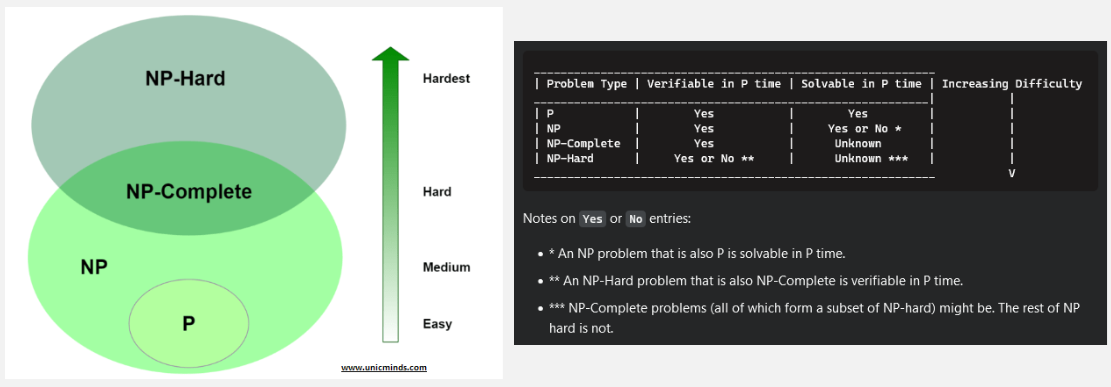 NP-Hard
NP-Complete
NP
P
Hardest
Hard
Medium
Easy
www.unicminds.com
| Problem Type | Verifiable in P time | Solvable in P time | Increasing Difficulty
| P | Yes | Yes | |
| NP | Yes | Yes or No * | |
| NP-Complete | Yes | Unknown | |
| NP-Hard | Yes or No ** | Unknown *** | |
V
Notes on Yes or No entries:
• * An NP problem that is also P is solvable in P time.
• ** An NP-Hard problem that is also NP-Complete is verifiable in P time.
• *** NP-Complete problems (all of which form a subset of NP-hard) might be. The rest of NP
hard is not.